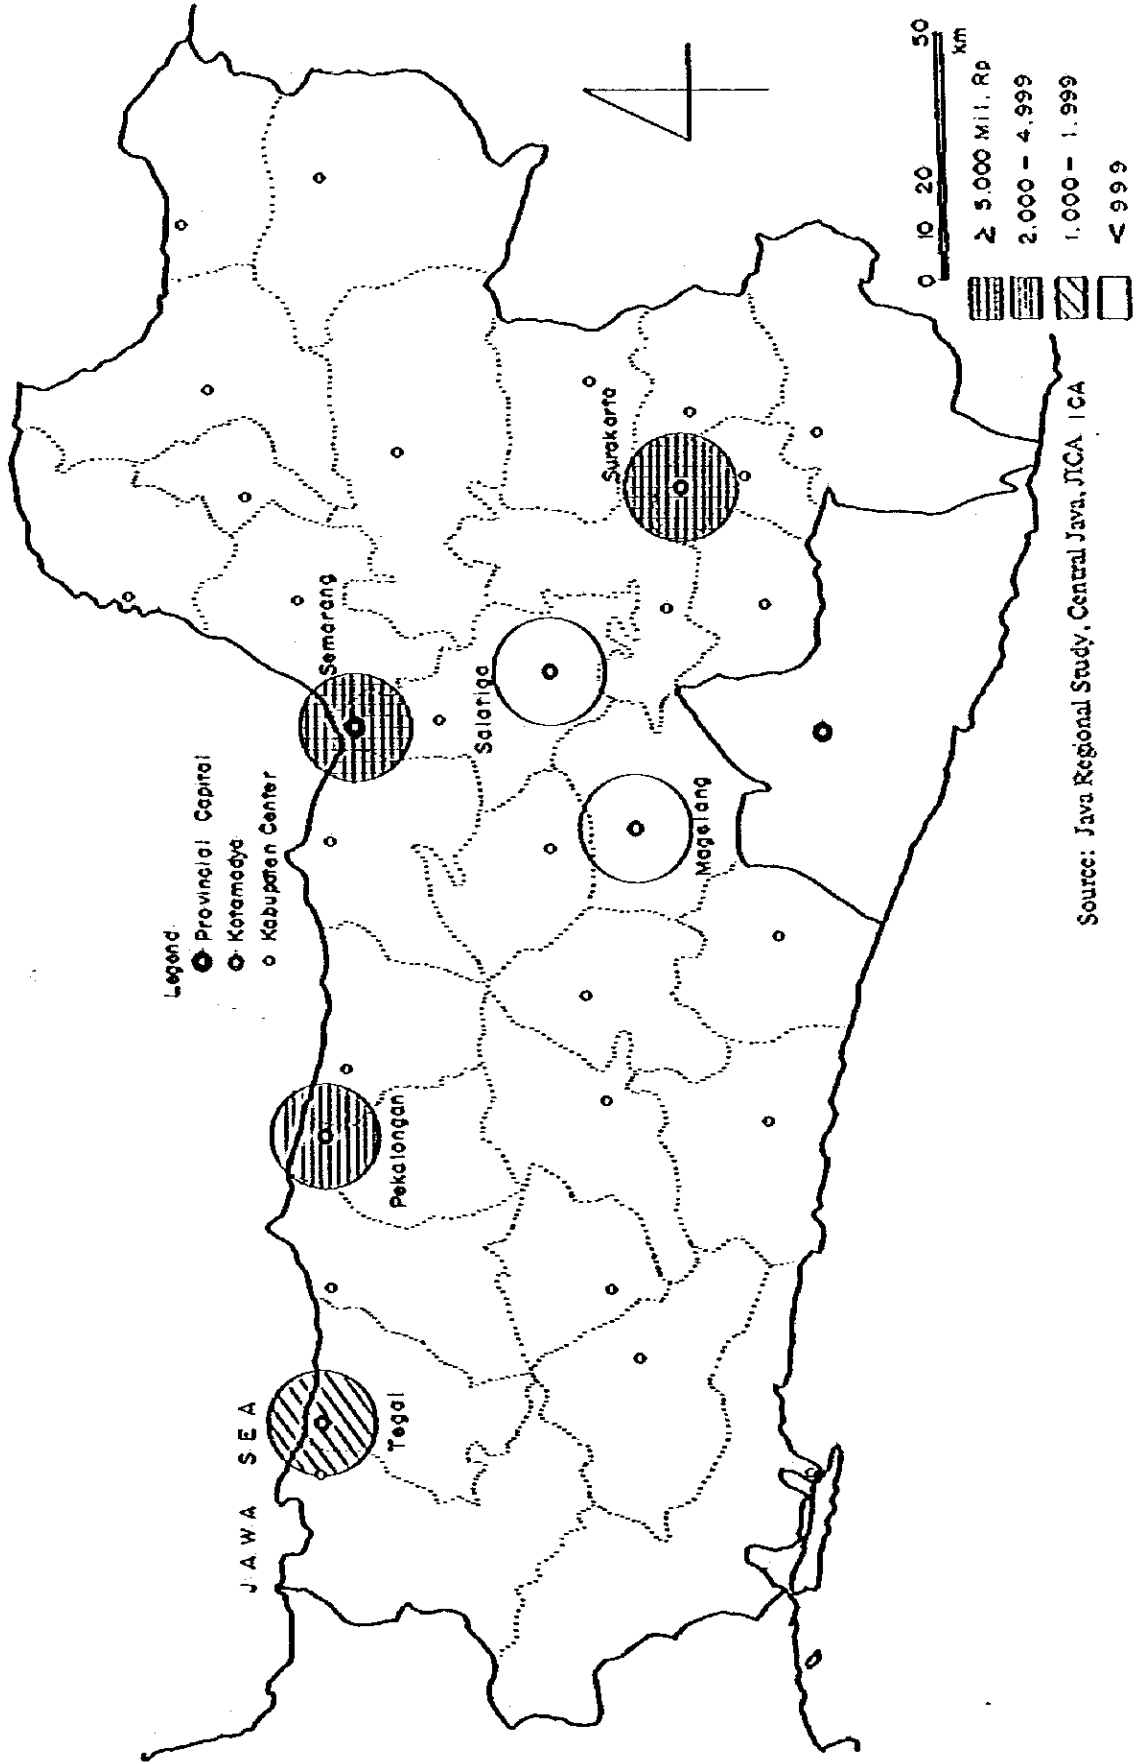 JAWA SEA
Legend
Provincial Capital
Kotamadya
Kabupaten Center
Tegal
Pekalongan
Semarang
Salatiga
Magelang
Surakarta
0 10 20 50
km
≥ 5.000 Mil. Rp
2.000 - 4.999
1.000 - 1.999
< 999
Source: Java Regional Study, Central Java, JICA ICA